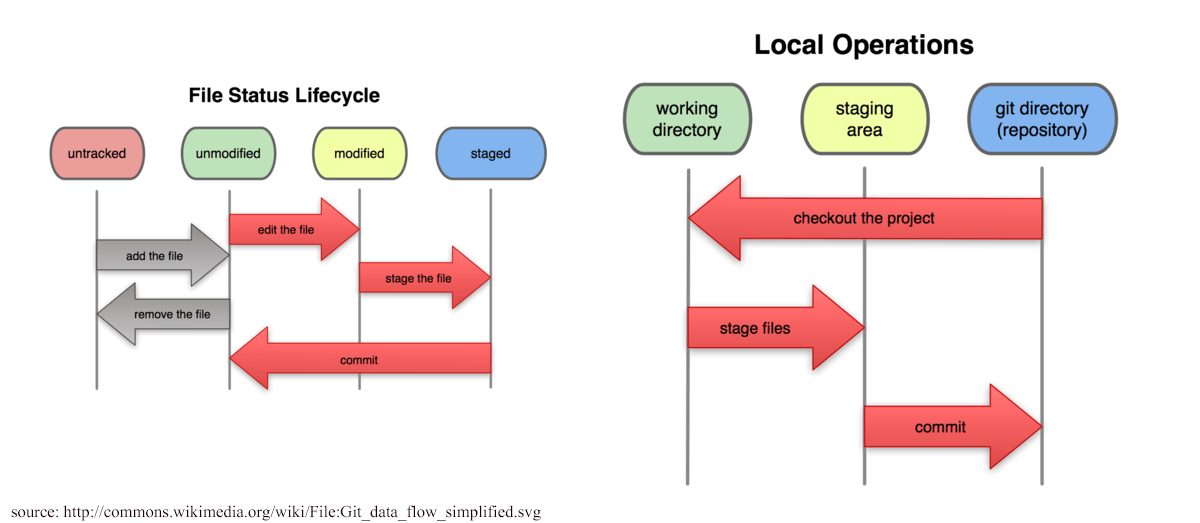 File Status Lifecycle
untracked
unmodified
modified
staged
edit the file
add the file
stage the file
remove the file
commit
Local Operations
working
directory
staging
area
git directory
(repository)
checkout the project
stage files
commit
source: http://commons.wikimedia.org/wiki/File:Git_data_flow_simplified.svg